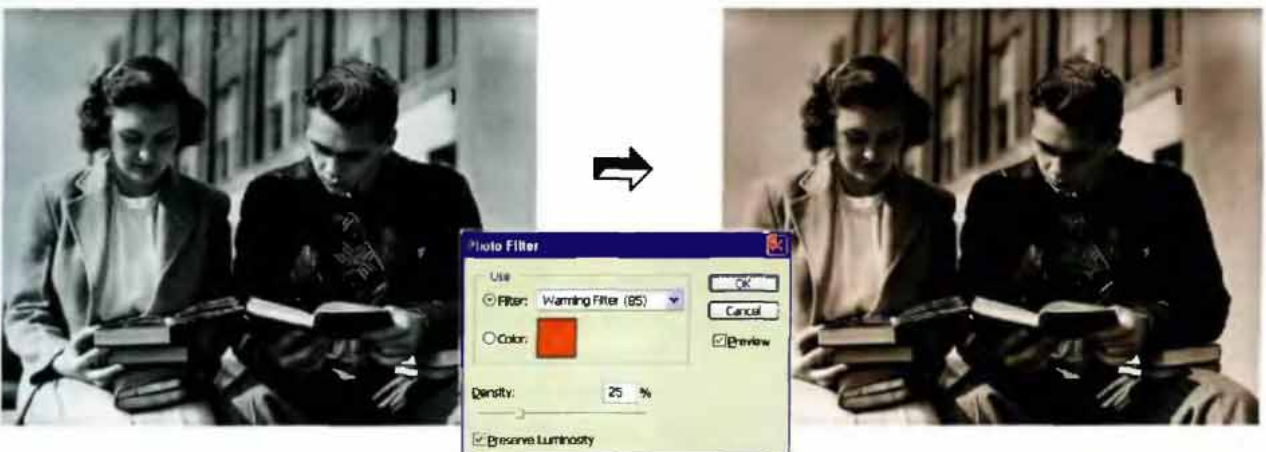 Photo Filter
Use
Filter: Warming Filter (85)
Color:
OK
Cancel
Preview
Density: 25 %
Preserve Luminosity